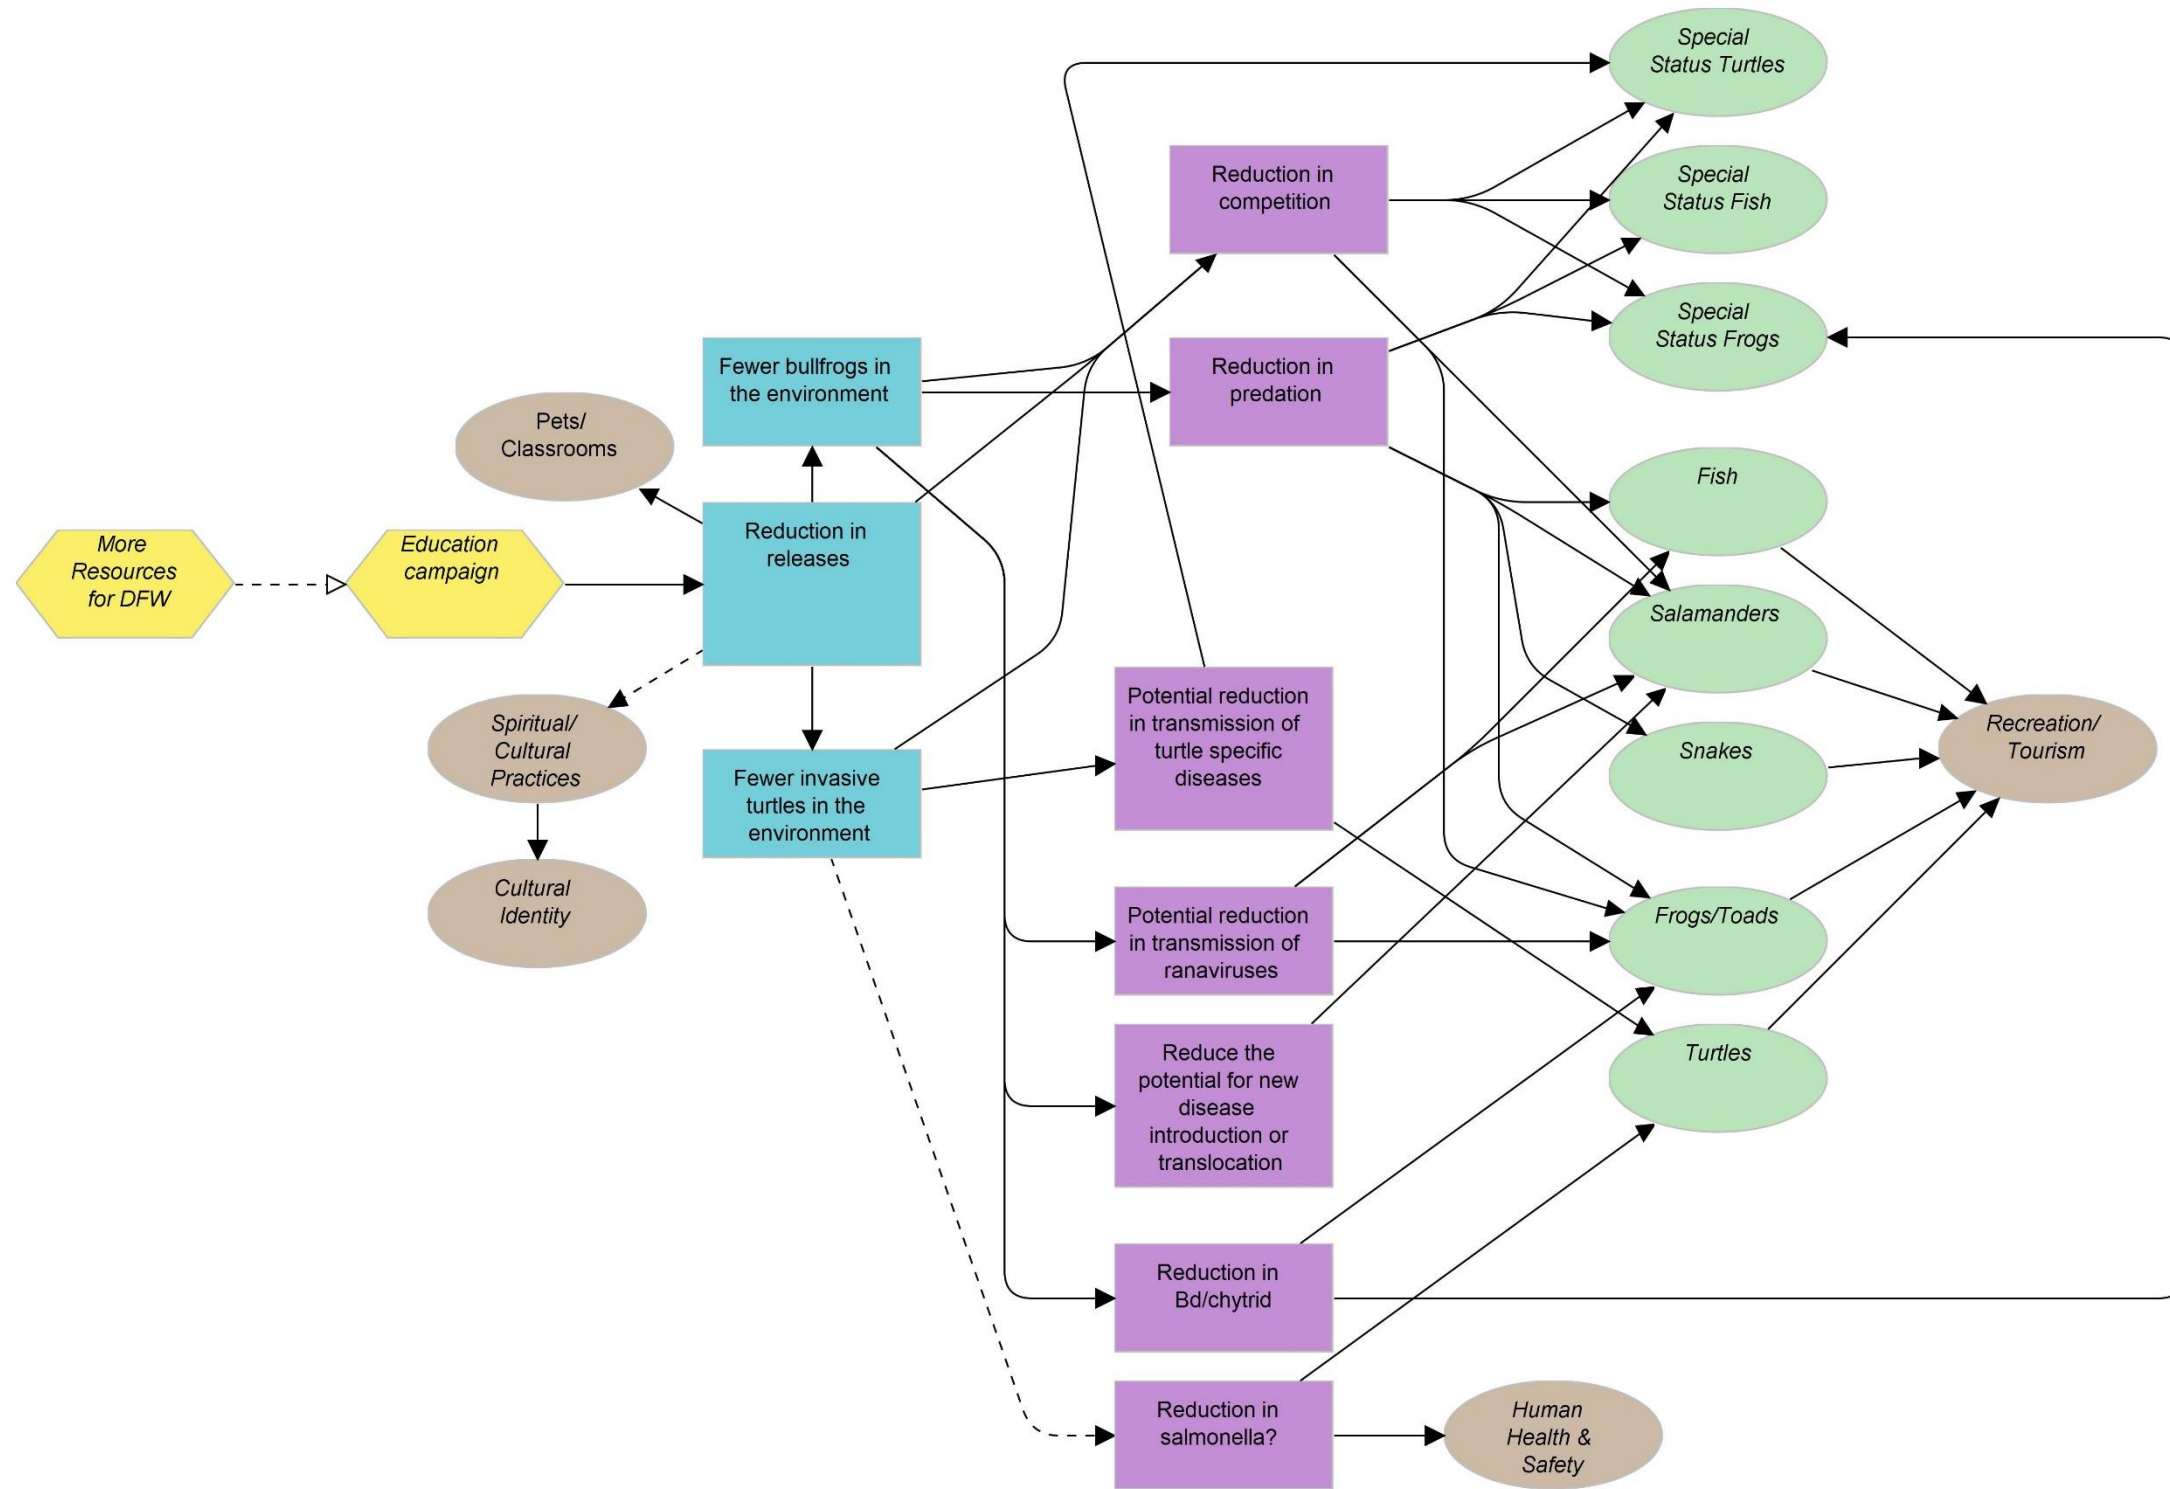 Special
Status Turtles
Reduction in
competition
Special
Status Fish
Special
Status Frogs
Fewer bullfrogs in
the environment
Reduction in
predation
Pets/
Classrooms
Fish
More
Resources
for DFW
Education
campaign
Reduction in
releases
Salamanders
Spiritual/
Cultural
Practices
Potential reduction
in transmission of
turtle specific
diseases
Snakes
Recreation/
Tourism
Fewer invasive
turtles in the
environment
Cultural
Identity
Potential reduction
in transmission of
ranaviruses
Frogs/Toads
Reduce the
potential for new
disease
introduction or
translocation
Turtles
Reduction in
Bd/chytrid
Reduction in
salmonella?
Human
Health &
Safety